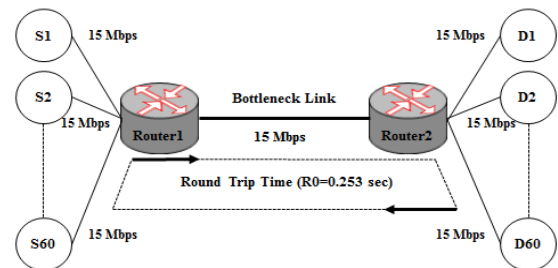 S1
15 Mbps
15 Mbps
D1
S2
15 Mbps
Router1
Bottleneck Link
15 Mbps
Router2
15 Mbps
D2
Round Trip Time (R0=0.253 sec)
S60
15 Mbps
15 Mbps
D60